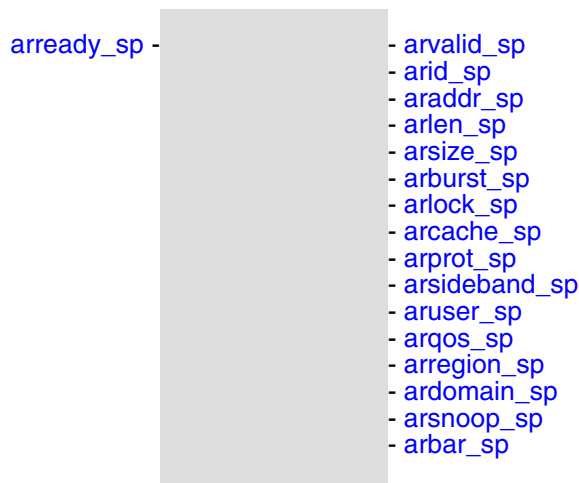 arready_sp -
- arvalid_sp
- arid_sp
- araddr_sp
- arlen_sp
- arsize_sp
- arburst_sp
- arlock_sp
- arcache_sp
- arprot_sp
- arsideband_sp
- aruser_sp
- arqos_sp
- arregion_sp
- ardomain_sp
- arsnoop_sp
- arbar_sp